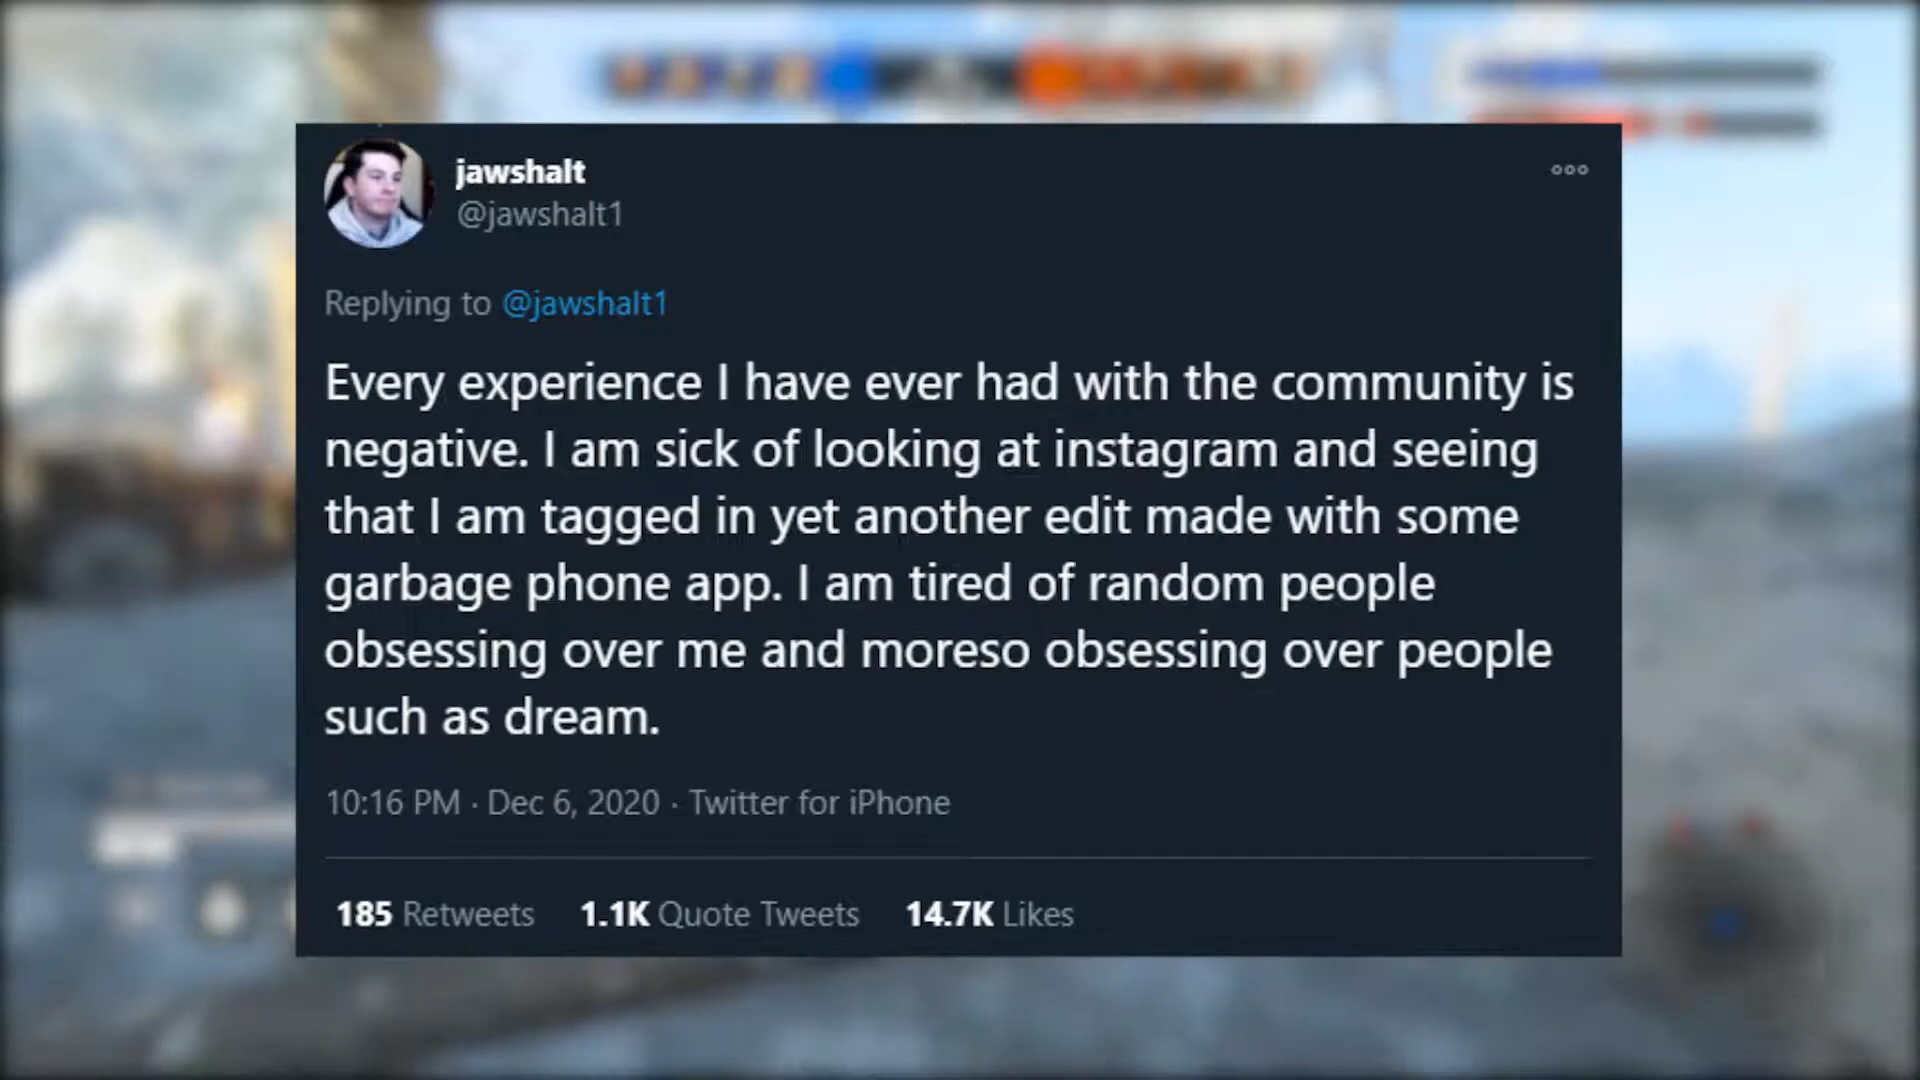 jawshalt
@jawshalt1
Replying to @jawshalt1
Every experience I have ever had with the community is
negative. I am sick of looking at instagram and seeing
that I am tagged in yet another edit made with some
garbage phone app. I am tired of random people
obsessing over me and moreso obsessing over people
such as dream.
10:16 PM · Dec 6, 2020 · Twitter for iPhone
185 Retweets 1.1K Quote Tweets 14.7K Likes